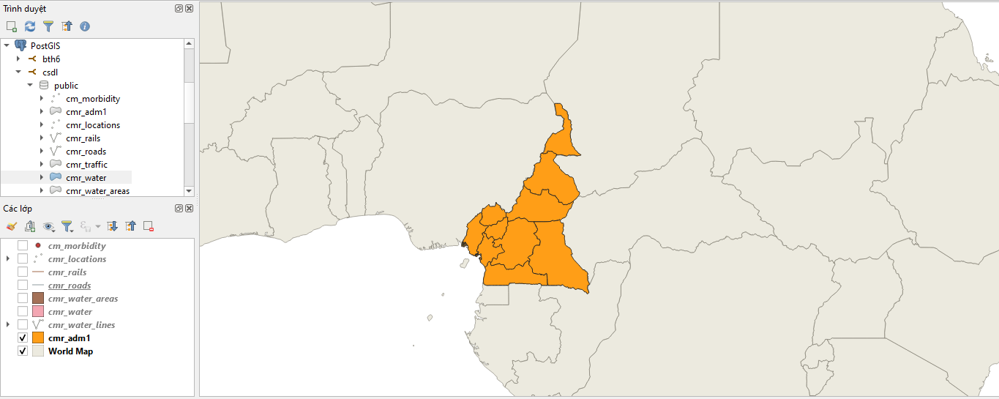 Trình duyệt
PostGIS
bth6
csdl
public
cm_morbidity
cmr_adm1
cmr_locations
cmr_rails
cmr_roads
cmr_traffic
cmr_water
cmr_water_areas
Các lớp
cm_morbidity
cmr_locations
cmr_rails
cmr_roads
cmr_water_areas
cmr_water
cmr_water_lines
cmr_adm1
World Map